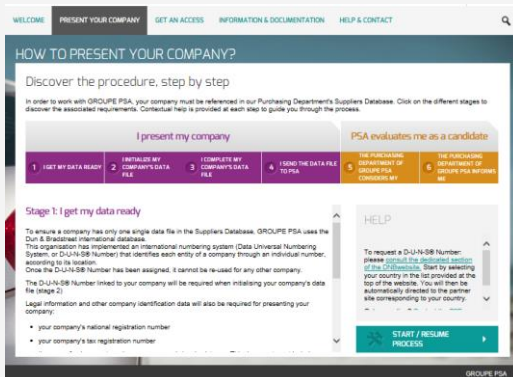 WELCOME PRESENT YOUR COMPANY GET AN ACCESS INFORMATION & DOCUMENTATION HELP & CONTACT
HOW TO PRESENT YOUR COMPANY?
Discover the procedure, step by step
In order to work with GROUPE PSA, your company must be referenced in our Purchasing Department's Suppliers Database. Click on the different stages to
discover the associated requirements. Contextual help is provided at each step to guide you through the
process.
I present my company
PSA evaluates me as a candidate
1 I GET MY DATA READY
2 I INITIALIZE MY
COMPANY'S DATA
FILE
3 I COMPLETE MY
COMPANY'S DATA
FILE
4 I SEND THE DATA FILE
TO PSA
5 THE PURCHASING
DEPARTMENT OF
GROUPE PSA
CONSIDERS MY
6 THE PURCHASING
DEPARTMENT OF
GROUPE PSA INFORMS
ME
Stage 1: I get my data ready
To ensure a company has only one single data file in the Suppliers Database, GROUPE PSA uses the
Dun & Bradstreet international database.
This organisation has implemented an international numbering system (Data Universal Numbering
System, or D-U-N-S® Number) that identifies each entity of a company through an individual number,
according to its location.
Once the D-U-N-S® Number has been assigned, it cannot be re-used for any other company.
The D-U-N-S® Number linked to your company will be required when initialising your company's data
file (stage 2)
Legal information and other company identification data will also be required for presenting your
company:
• your company's national registration number
• your company's tax registration number
HELP
To request a D-U-N-S® Number:
please consult the dedicated section
of the DNBwebsite. Start by selecting
your country in the list provided at the
top of the website. You will then be
automatically directed to the partner
site corresponding to your country.
START / RESUME
PROCESS
GROUPE PSA